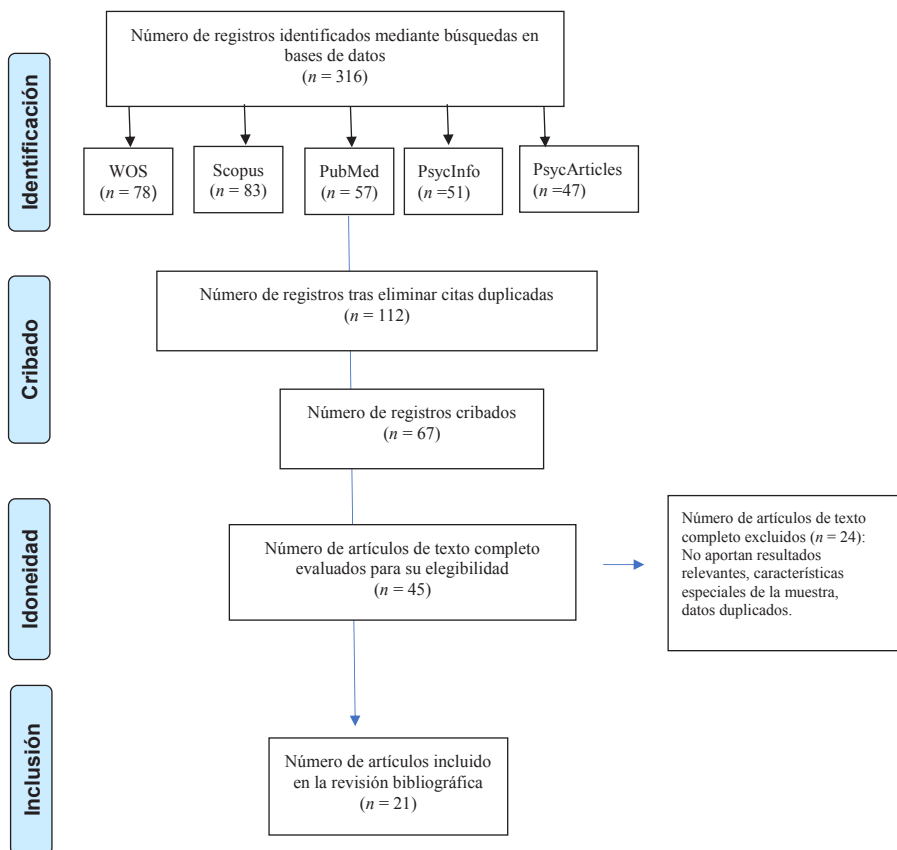 Número de registros identificados mediante búsquedas en
bases de datos
(n = 316)
Identificación
WOS
(n = 78)
Scopus
(n = 83)
PubMed
(n = 57)
PsycInfo
(n =51)
PsycArticles
(n =47)
Cribado
Número de registros tras eliminar citas duplicadas
(n = 112)
Número de registros cribados
(n = 67)
Idoneidad
Número de artículos de texto completo
evaluados para su elegibilidad
(n = 45)
Número de artículos de texto
completo excluidos (n = 24):
No aportan resultados
relevantes, características
especiales de la muestra,
datos duplicados.
Inclusión
Número de artículos incluido
en la revisión bibliográfica
(n = 21)